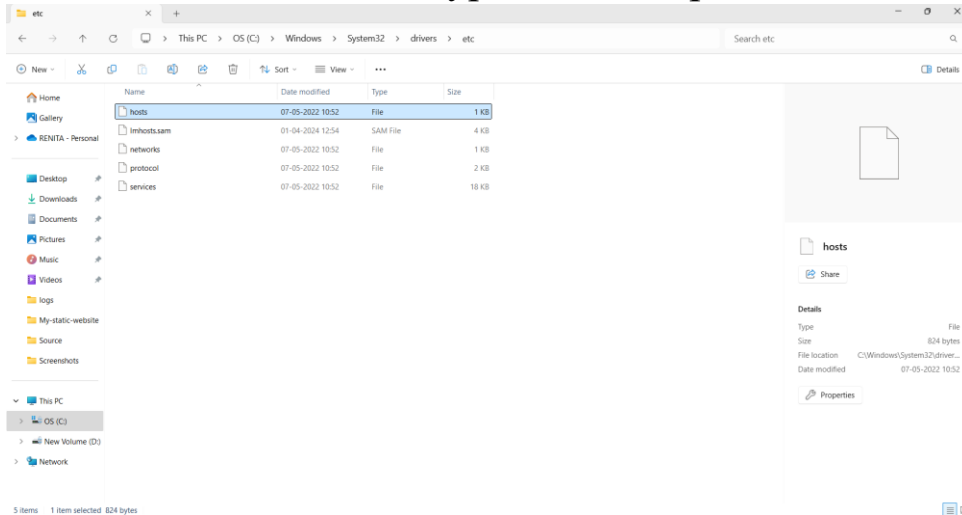 etc
This PC > OS (C:) > Windows > System32 > drivers > etc
Search etc
New
Sort
View
Details
Home
Gallery
RENITA - Personal
Desktop
Downloads
Documents
Pictures
Music
Videos
logs
My-static-website
Source
Screenshots
This PC
OS (C:)
New Volume (D:)
Network
Name Date modified Type Size
hosts 07-05-2022 10:52 File 1 KB
lmhosts.sam 01-04-2024 12:54 SAM File 4 KB
networks 07-05-2022 10:52 File 1 KB
protocol 07-05-2022 10:52 File 2 KB
services 07-05-2022 10:52 File 18 KB
hosts
Share
Details
Type File
Size 824 bytes
File location C:\Windows\System32\driver...
Date modified 07-05-2022 10:52
Properties
5 items 1 item selected 824 bytes